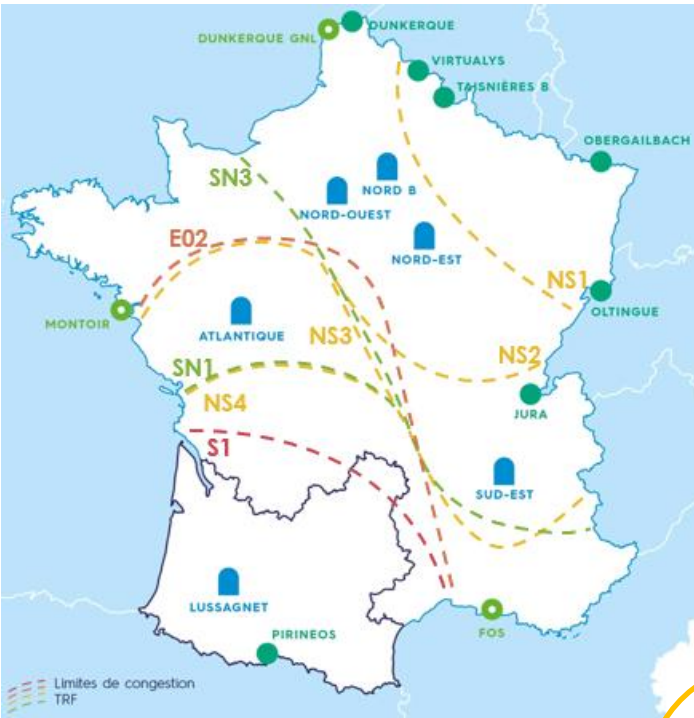 DUNKERQUE
DUNKERQUE GNL
VIRTUALYS
TAISNIÈRES B
OBERGAILBACH
SN3
NORD B
NORD-OUEST
E02
NORD-EST
NS1
OLTINGUE
MONTOIR
ATLANTIQUE
NS3
NS2
SN1
NS4
JURA
S1
SUD-EST
LUSSAGNET
PIRINEOS
FOS
Limites de congestion
TRF